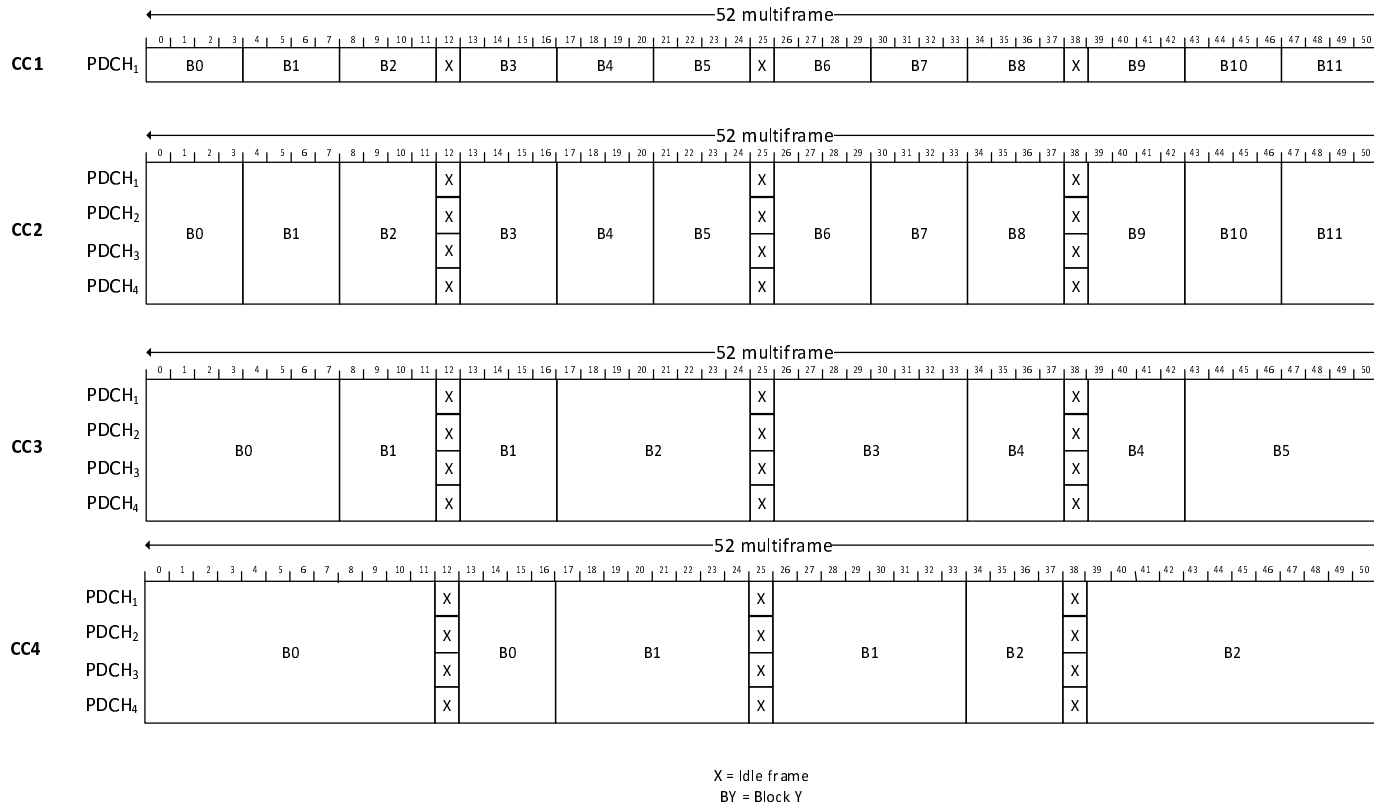 52 multiframe
0 1 2 3 4 5 6 7 8 9 10 11 12 13 14 15 16 17 18 19 20 21 22 23 24 25 26 27 28 29 30 31 32 33 34 35 36 37 38 39 40 41 42 43 44 45 46 47 48 49 50
CC1 PDCH1 B0 B1 B2 X B3 B4 B5 X B6 B7 B8 X B9 B10 B11
52 multiframe
0 1 2 3 4 5 6 7 8 9 10 11 12 13 14 15 16 17 18 19 20 21 22 23 24 25 26 27 28 29 30 31 32 33 34 35 36 37 38 39 40 41 42 43 44 45 46 47 48 49 50
PDCH1 X X X
PDCH2 X X X
CC2 B0 B1 B2 B3 B4 B5 B6 B7 B8 B9 B10 B11
PDCH3 X X X
PDCH4 X X X
52 multiframe
0 1 2 3 4 5 6 7 8 9 10 11 12 13 14 15 16 17 18 19 20 21 22 23 24 25 26 27 28 29 30 31 32 33 34 35 36 37 38 39 40 41 42 43 44 45 46 47 48 49 50
PDCH1 X X X
PDCH2 X X X
CC3 B0 B1 B1 B2 B3 B4 B4 B5
PDCH3 X X X
PDCH4 X X X
52 multiframe
0 1 2 3 4 5 6 7 8 9 10 11 12 13 14 15 16 17 18 19 20 21 22 23 24 25 26 27 28 29 30 31 32 33 34 35 36 37 38 39 40 41 42 43 44 45 46 47 48 49 50
PDCH1 X X X
PDCH2 X X X
CC4 B0 B0 B1 B1 B2 B2
PDCH3 X X X
PDCH4 X X X
X = Idle frame
BY = Block Y